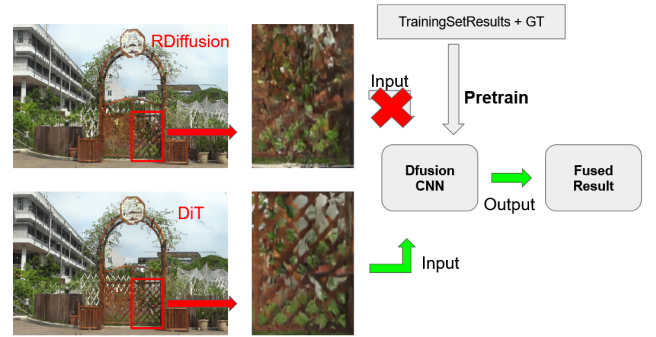 RDiffusion
TrainingSetResults + GT
Input
Pretrain
Dfusion
CNN
Fused
Result
Output
DiT
Input